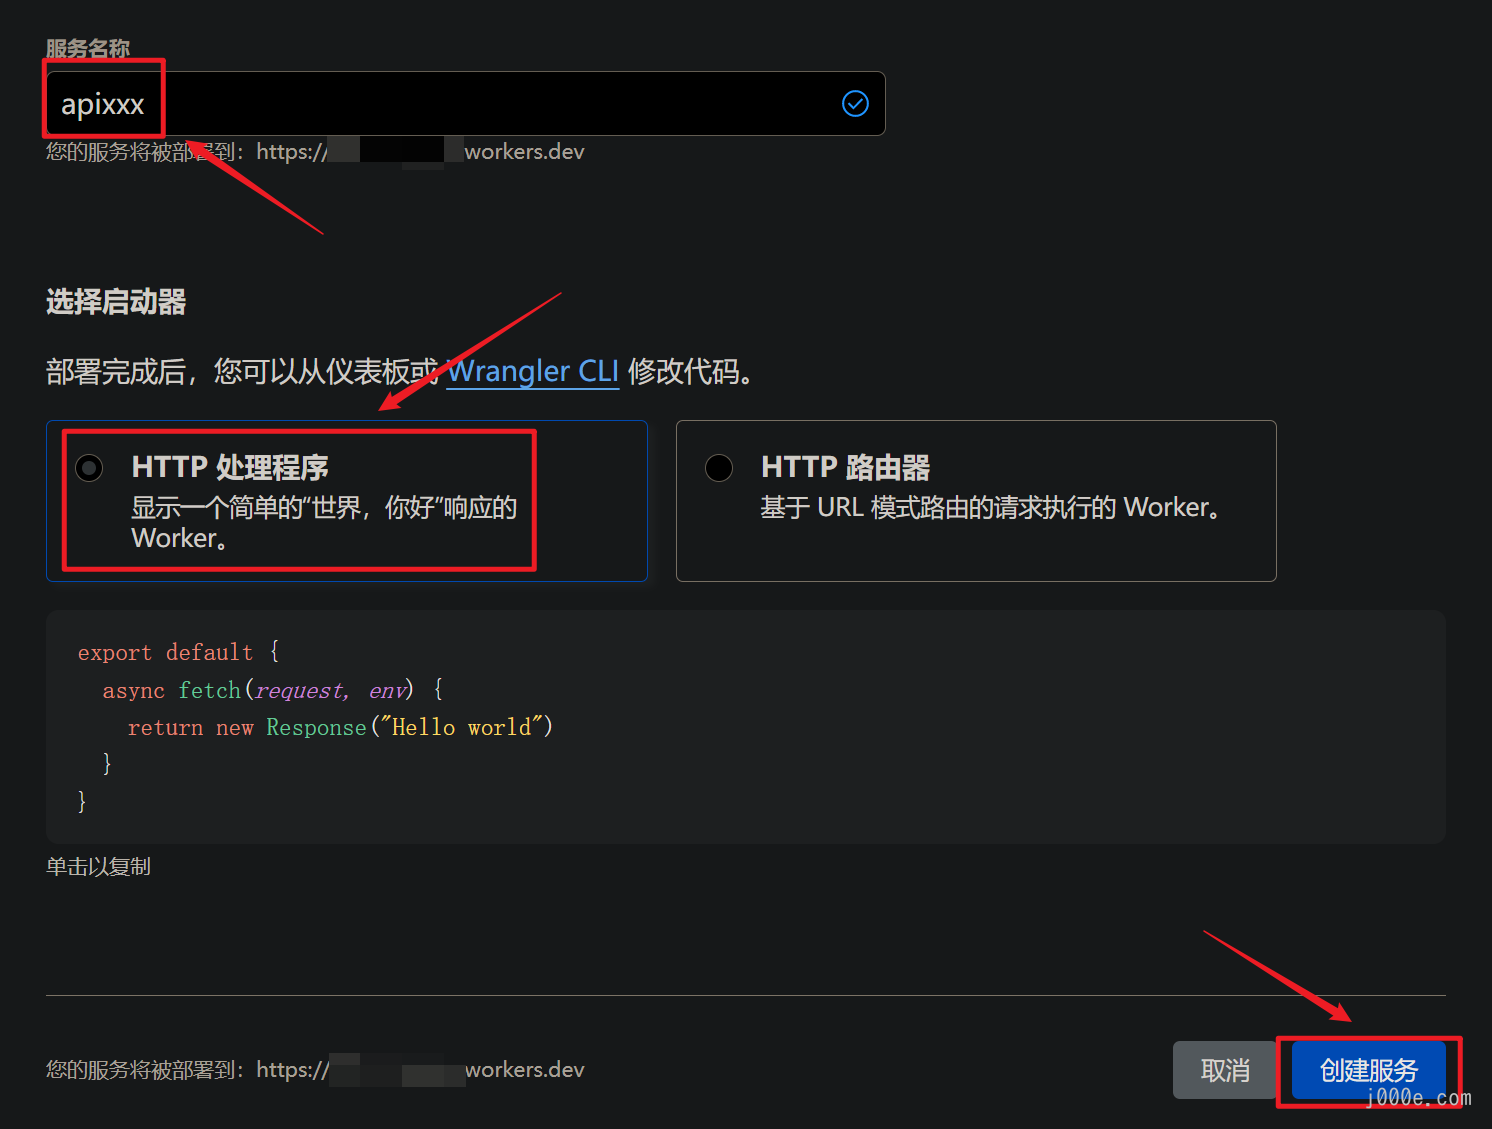 服务名称
apixxx
您的服务将被部署到：https://workers.dev
选择启动器
部署完成后，您可以从仪表板或 Wrangler CLI 修改代码。
HTTP 处理程序
显示一个简单的“世界，你好”响应的
Worker。
HTTP 路由器
基于 URL 模式路由的请求执行的 Worker。
export default {
async fetch(request, env) {
return new Response("Hello world")
}
}
单击以复制
您的服务将被部署到：https://workers.dev
取消
创建服务
j000e.com